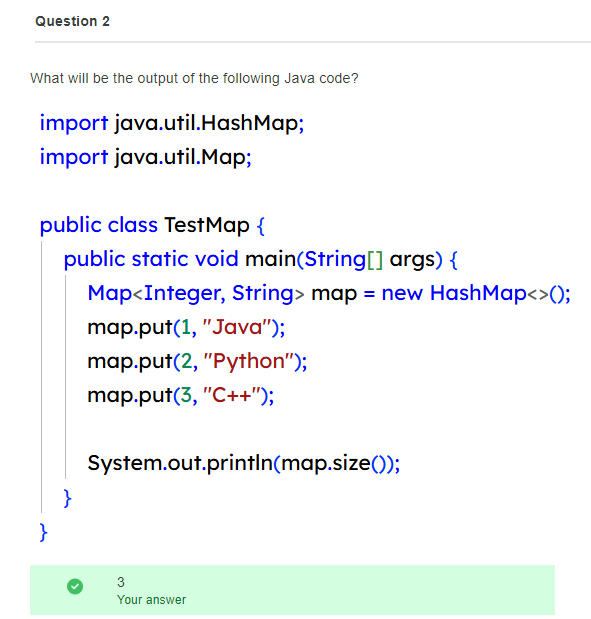 Question 2
What will be the output of the following Java code?
import java.util.HashMap;
import java.util.Map;
public class TestMap {
public static void main(String[] args) {
Map<Integer, String> map = new HashMap<>();
map.put(1, "Java");
map.put(2, "Python");
map.put(3, "C++");
System.out.println(map.size());
}
}
3
Your answer